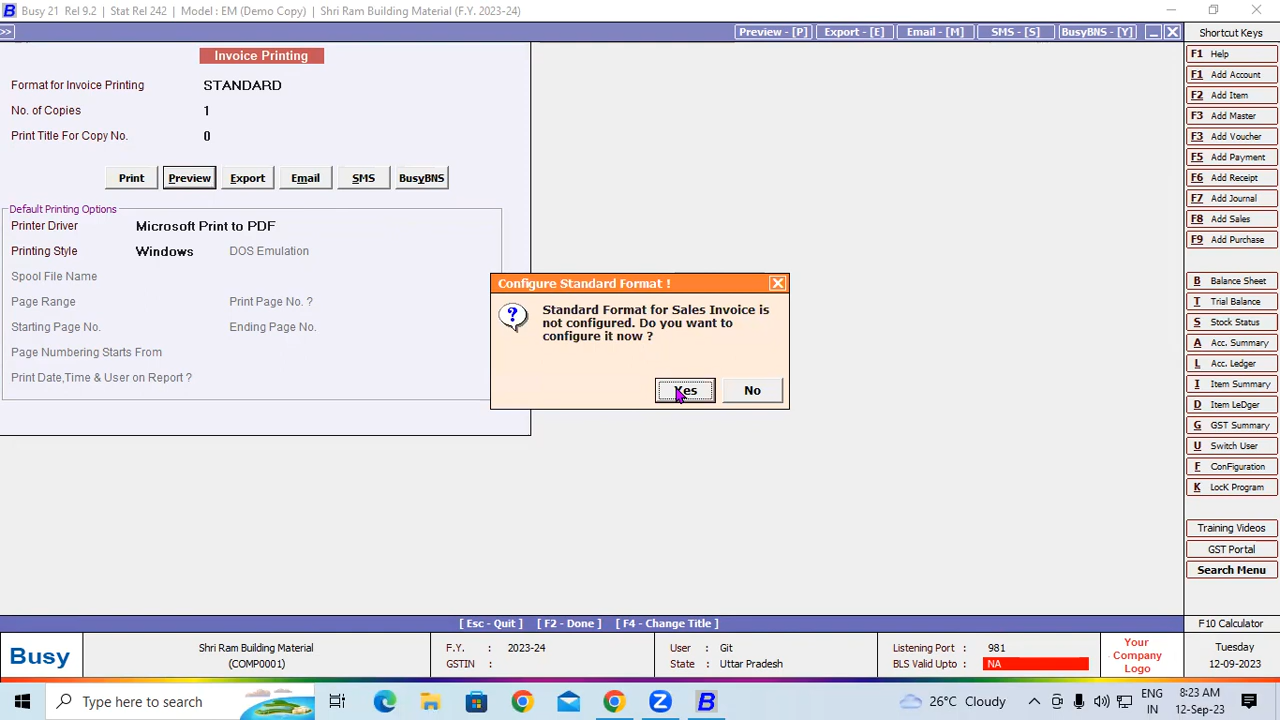 Busy 21 Rel 9.2 | Stat Rel 242 | Model : EM (Demo Copy) | Shri Ram Building Material (F.Y. 2023-24)
>> Preview - [P] Export - [E] Email - [M] SMS - [S] BusyBNS - [Y]
Invoice Printing
Format for Invoice Printing STANDARD
No. of Copies 1
Print Title For Copy No. 0
Print Preview Export Email SMS BusyBNS
Default Printing Options
Printer Driver Microsoft Print to PDF
Printing Style Windows DOS Emulation
Spool File Name
Page Range Print Page No. ?
Starting Page No. Ending Page No.
Page Numbering Starts From
Print Date,Time & User on Report ?
Configure Standard Format !
Standard Format for Sales Invoice is
not configured. Do you want to
configure it now ?
Yes No
Shortcut Keys
F1 Help
F1 Add Account
F2 Add Item
F3 Add Master
F3 Add Voucher
F5 Add Payment
F6 Add Receipt
F7 Add Journal
F8 Add Sales
F9 Add Purchase
B Balance Sheet
T Trial Balance
S Stock Status
A Acc. Summary
L Acc. Ledger
I Item Summary
D Item LeDger
G GST Summary
U Switch User
F ConFiguration
K LocK Program
Training Videos
GST Portal
Search Menu
[ Esc - Quit ] [ F2 - Done ] [ F4 - Change Title ] F10 Calculator
Busy
Shri Ram Building Material
(COMP0001)
F.Y. : 2023-24
GSTIN :
User : Git
State : Uttar Pradesh
Listening Port : 981
BLS Valid Upto : NA
Your
Company
Logo
Tuesday
12-09-2023
Type here to search
26°C Cloudy
ENG
IN
8:23 AM
12-Sep-23